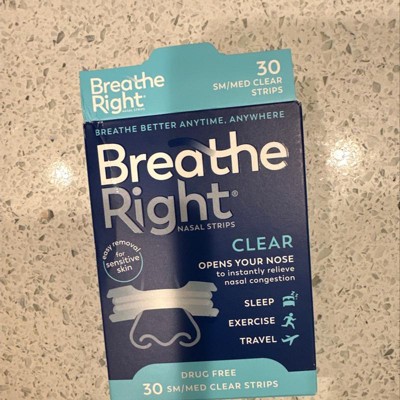 Breathe
Right®
NASAL STRIPS
30
SM/MED CLEAR
STRIPS
BREATHE BETTER ANYTIME, ANYWHERE
Breathe
Right®
NASAL STRIPS
easy removal
for
sensitive
skin
CLEAR
OPENS YOUR NOSE
to instantly relieve
nasal congestion
SLEEP
EXERCISE
TRAVEL
DRUG FREE
30 SM/MED CLEAR STRIPS